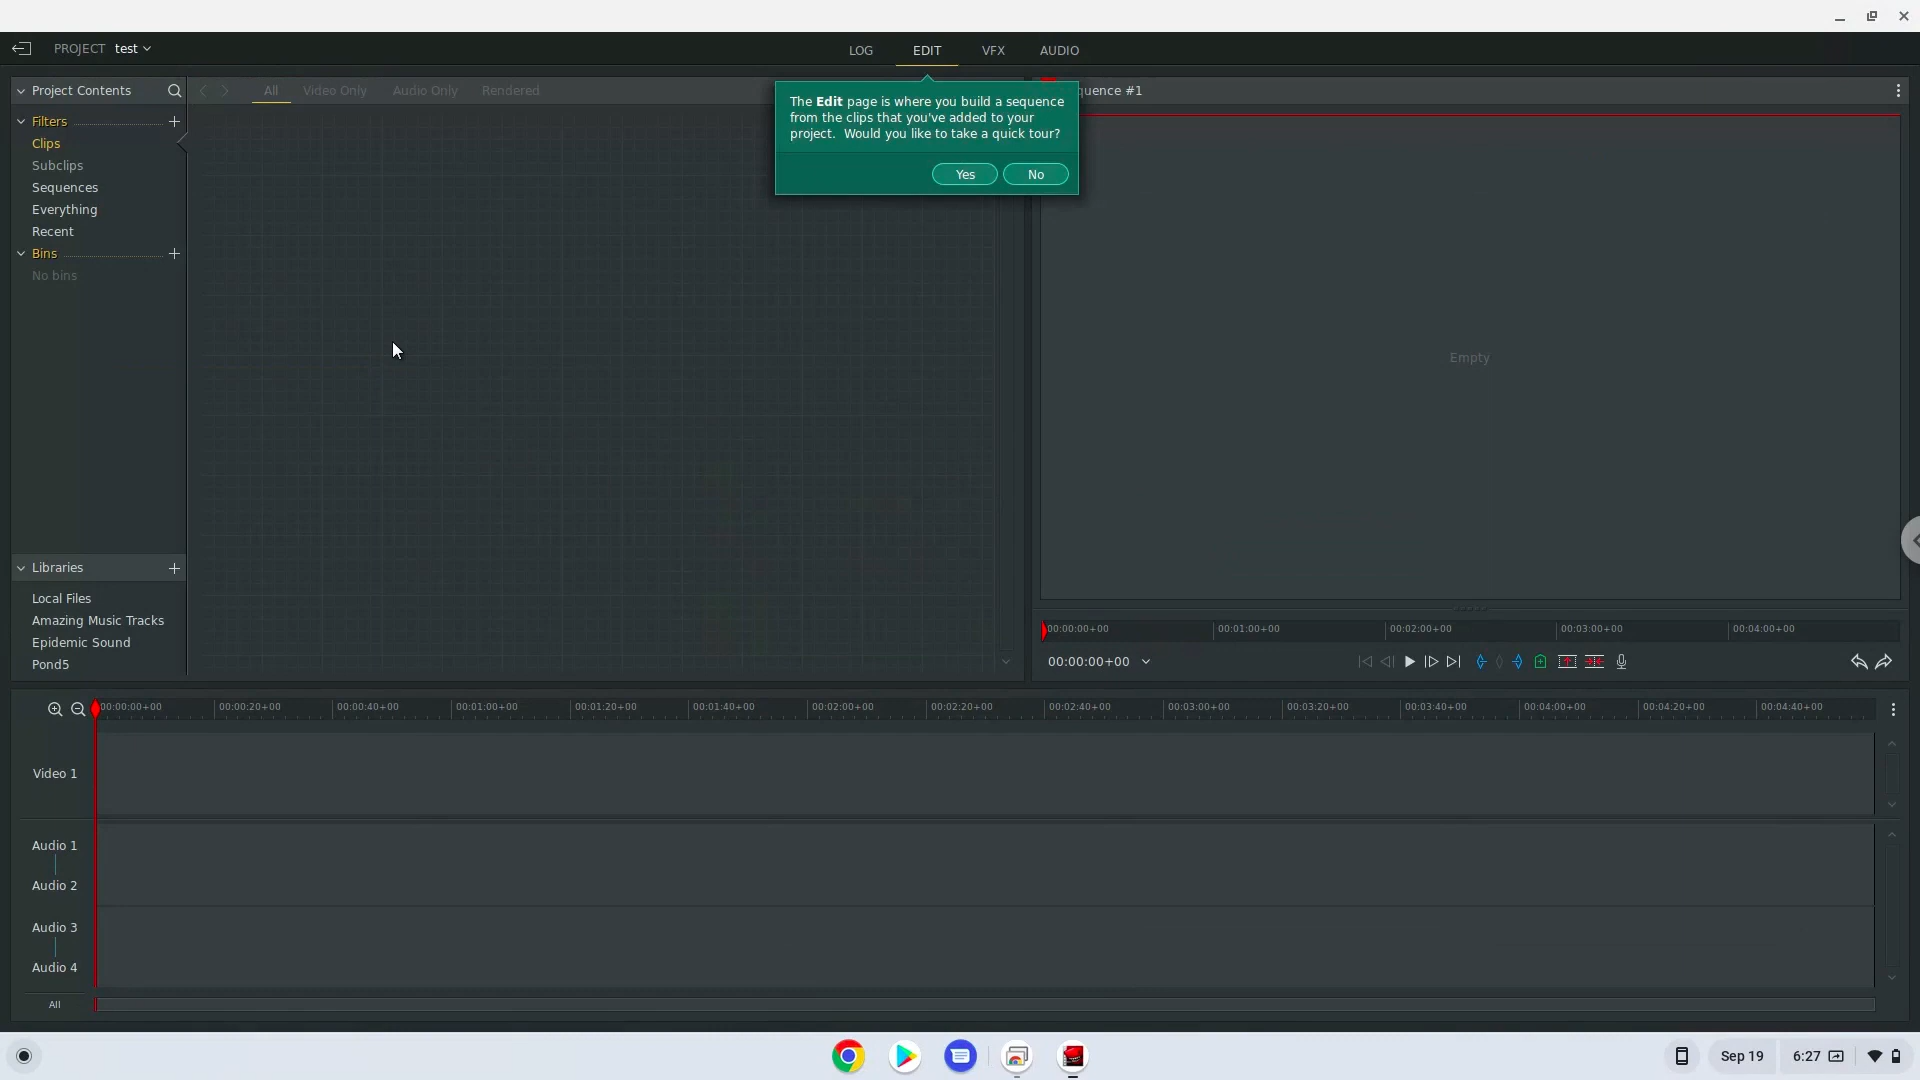 PROJECT test
LOG EDIT VFX AUDIO
Project Contents
All Video Only Audio Only Rendered
quence #1
The Edit page is where you build a sequence
from the clips that you've added to your
project. Would you like to take a quick tour?
Yes No
Filters
Clips
Subclips
Sequences
Everything
Recent
Bins
No bins
Empty
Libraries
Local Files
Amazing Music Tracks
Epidemic Sound
Pond5
00:00:00+00 00:01:00+00 00:02:00+00 00:03:00+00 00:04:00+00
00:00:00+00
00:00:00+00 00:00:20+00 00:00:40+00 00:01:00+00 00:01:20+00 00:01:40+00 00:02:00+00 00:02:20+00 00:02:40+00 00:03:00+00 00:03:20+00 00:03:40+00 00:04:00+00 00:04:20+00 00:04:40+00
Video 1
Audio 1
Audio 2
Audio 3
Audio 4
All
Sep 19 6:27